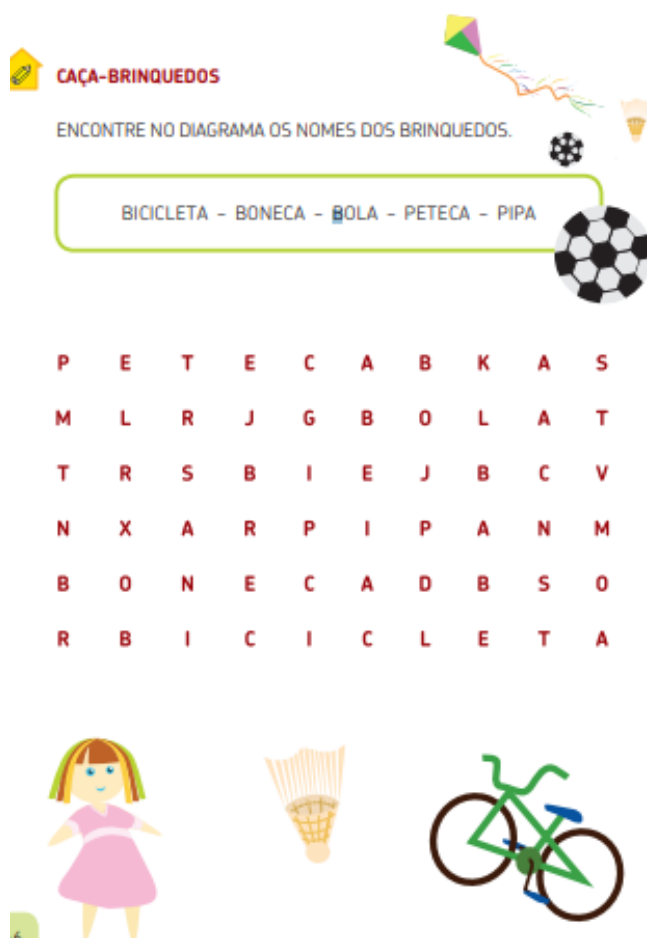 CAÇA-BRINQUEDOS
ENCONTRE NO DIAGRAMA OS NOMES DOS BRINQUEDOS.
BICICLETA – BONECA – BOLA – PETECA – PIPA
P E T E C A B K A S
M L R J G B O L A T
T R S B I E J B C V
N X A R P I P A N M
B O N E C A D B S O
R B I C I C L E T A